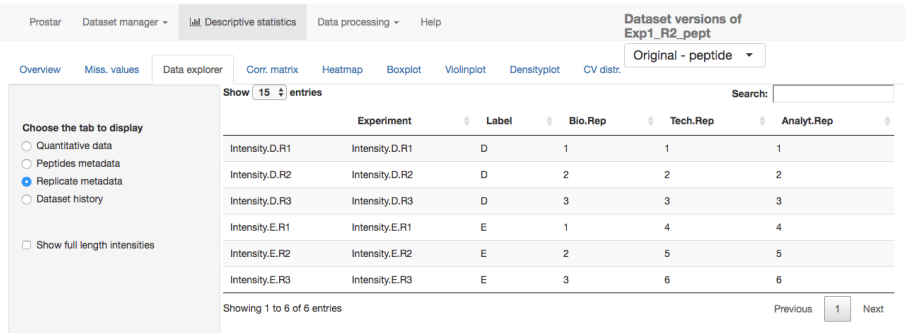 Prostar Dataset manager Descriptive statistics Data processing Help Dataset versions of
Exp1_R2_pept
Original - peptide
Overview Miss. values Data explorer Corr. matrix Heatmap Boxplot Violinplot Densityplot CV distr.
Choose the tab to display
Quantitative data
Peptides metadata
Replicate metadata
Dataset history
Show full length intensities
Show 15 entries Search:
Experiment Label Bio.Rep Tech.Rep Analyt.Rep
Intensity.D.R1 Intensity.D.R1 D 1 1 1
Intensity.D.R2 Intensity.D.R2 D 2 2 2
Intensity.D.R3 Intensity.D.R3 D 3 3 3
Intensity.E.R1 Intensity.E.R1 E 1 4 4
Intensity.E.R2 Intensity.E.R2 E 2 5 5
Intensity.E.R3 Intensity.E.R3 E 3 6 6
Showing 1 to 6 of 6 entries Previous 1 Next